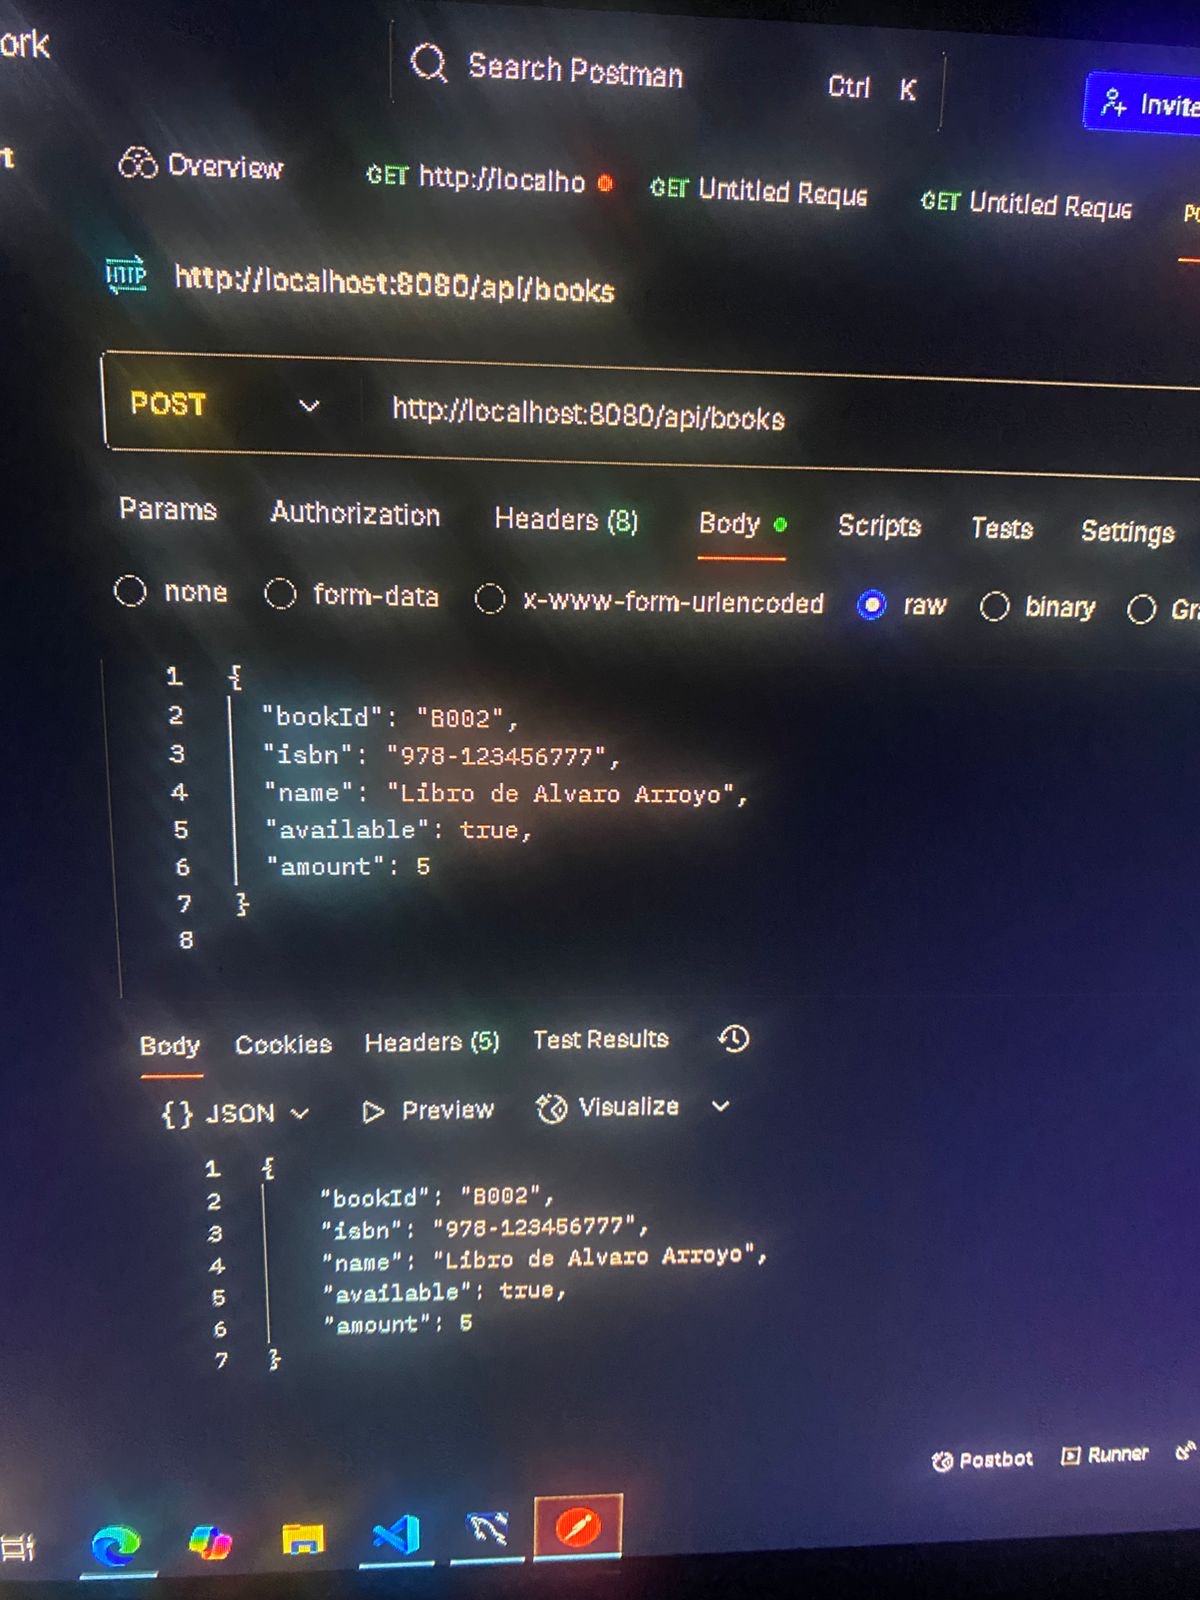 ork
Search Postman Ctrl K
Invite
t
Overview GET http://localho GET Untitled Reques GET Untitled Reques PO
HTTP http://localhost:8080/api/books
POST http://localhost:8080/api/books
Params Authorization Headers (8) Body Scripts Tests Settings
none form-data x-www-form-urlencoded raw binary Gra
1 {
2 "bookId": "B002",
3 "isbn": "978-123456777",
4 "name": "Libro de Alvaro Arroyo",
5 "available": true,
6 "amount": 5
7 }
8
Body Cookies Headers (5) Test Results
{} JSON Preview Visualize
1 {
2 "bookId": "B002",
3 "isbn": "978-123456777",
4 "name": "Libro de Alvaro Arroyo",
5 "available": true,
6 "amount": 5
7 }
Postbot Runner